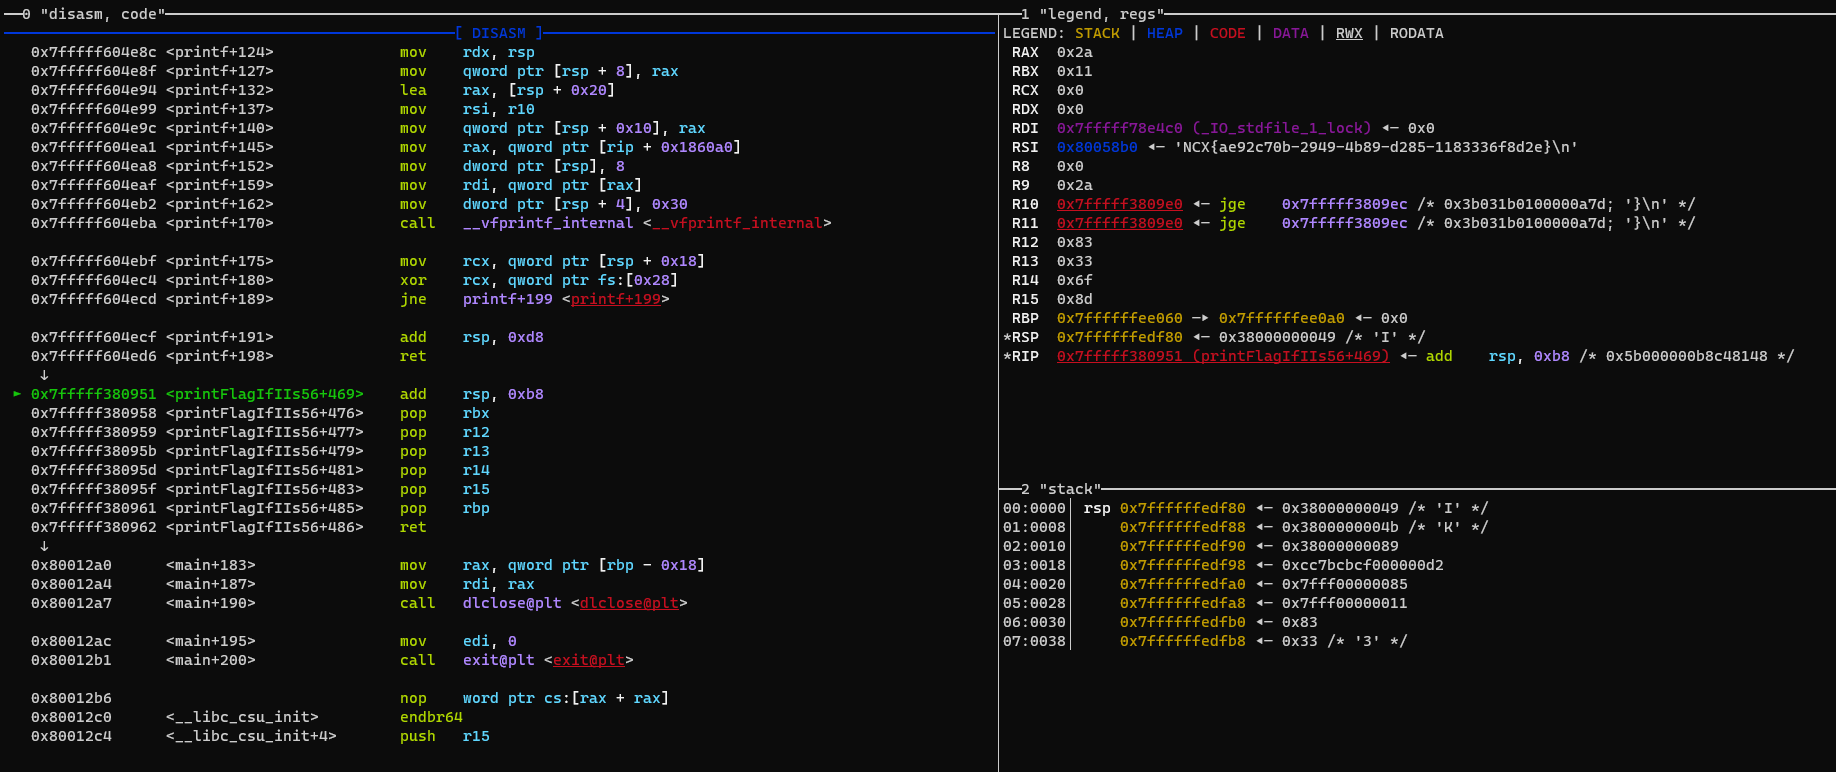 0 "disasm, code"
[ DISASM ]
0x7fffff604e8c <printf+124> mov rdx, rsp
0x7fffff604e8f <printf+127> mov qword ptr [rsp + 8], rax
0x7fffff604e94 <printf+132> lea rax, [rsp + 0x20]
0x7fffff604e99 <printf+137> mov rsi, r10
0x7fffff604e9c <printf+140> mov qword ptr [rsp + 0x10], rax
0x7fffff604ea1 <printf+145> mov rax, qword ptr [rip + 0x1860a0]
0x7fffff604ea8 <printf+152> mov dword ptr [rsp], 8
0x7fffff604eaf <printf+159> mov rdi, qword ptr [rax]
0x7fffff604eb2 <printf+162> mov dword ptr [rsp + 4], 0x30
0x7fffff604eba <printf+170> call __vfprintf_internal <__vfprintf_internal>
0x7fffff604ebf <printf+175> mov rcx, qword ptr [rsp + 0x18]
0x7fffff604ec4 <printf+180> xor rcx, qword ptr fs:[0x28]
0x7fffff604ecd <printf+189> jne printf+199 <printf+199>
0x7fffff604ecf <printf+191> add rsp, 0xd8
0x7fffff604ed6 <printf+198> ret
↓
► 0x7fffff380951 <printFlagIfIIs56+469> add rsp, 0xb8
0x7fffff380958 <printFlagIfIIs56+476> pop rbx
0x7fffff380959 <printFlagIfIIs56+477> pop r12
0x7fffff38095b <printFlagIfIIs56+479> pop r13
0x7fffff38095d <printFlagIfIIs56+481> pop r14
0x7fffff38095f <printFlagIfIIs56+483> pop r15
0x7fffff380961 <printFlagIfIIs56+485> pop rbp
0x7fffff380962 <printFlagIfIIs56+486> ret
↓
0x80012a0 <main+183> mov rax, qword ptr [rbp - 0x18]
0x80012a4 <main+187> mov rdi, rax
0x80012a7 <main+190> call dlclose@plt <dlclose@plt>
0x80012ac <main+195> mov edi, 0
0x80012b1 <main+200> call exit@plt <exit@plt>
0x80012b6 nop word ptr cs:[rax + rax]
0x80012c0 <__libc_csu_init> endbr64
0x80012c4 <__libc_csu_init+4> push r15
1 "legend, regs"
LEGEND: STACK | HEAP | CODE | DATA | RWX | RODATA
RAX 0x2a
RBX 0x11
RCX 0x0
RDX 0x0
RDI 0x7fffff78e4c0 (_IO_stdfile_1_lock) ◂— 0x0
RSI 0x80058b0 ◂— 'NCX{ae92c70b-2949-4b89-d285-1183336f8d2e}\n'
R8 0x0
R9 0x2a
R10 0x7fffff3809e0 ◂— jge 0x7fffff3809ec /* 0x3b031b0100000a7d; '}\n' */
R11 0x7fffff3809e0 ◂— jge 0x7fffff3809ec /* 0x3b031b0100000a7d; '}\n' */
R12 0x83
R13 0x33
R14 0x6f
R15 0x8d
RBP 0x7ffffffee060 —▸ 0x7ffffffee0a0 ◂— 0x0
*RSP 0x7ffffffedf80 ◂— 0x38000000049 /* 'I' */
*RIP 0x7fffff380951 (printFlagIfIIs56+469) ◂— add rsp, 0xb8 /* 0x5b000000b8c48148 */
2 "stack"
00:0000│ rsp 0x7ffffffedf80 ◂— 0x38000000049 /* 'I' */
01:0008│ 0x7ffffffedf88 ◂— 0x3800000004b /* 'K' */
02:0010│ 0x7ffffffedf90 ◂— 0x38000000089
03:0018│ 0x7ffffffedf98 ◂— 0xcc7bcbcf000000d2
04:0020│ 0x7ffffffedfa0 ◂— 0x7fff00000085
05:0028│ 0x7ffffffedfa8 ◂— 0x7fff00000011
06:0030│ 0x7ffffffedfb0 ◂— 0x83
07:0038│ 0x7ffffffedfb8 ◂— 0x33 /* '3' */